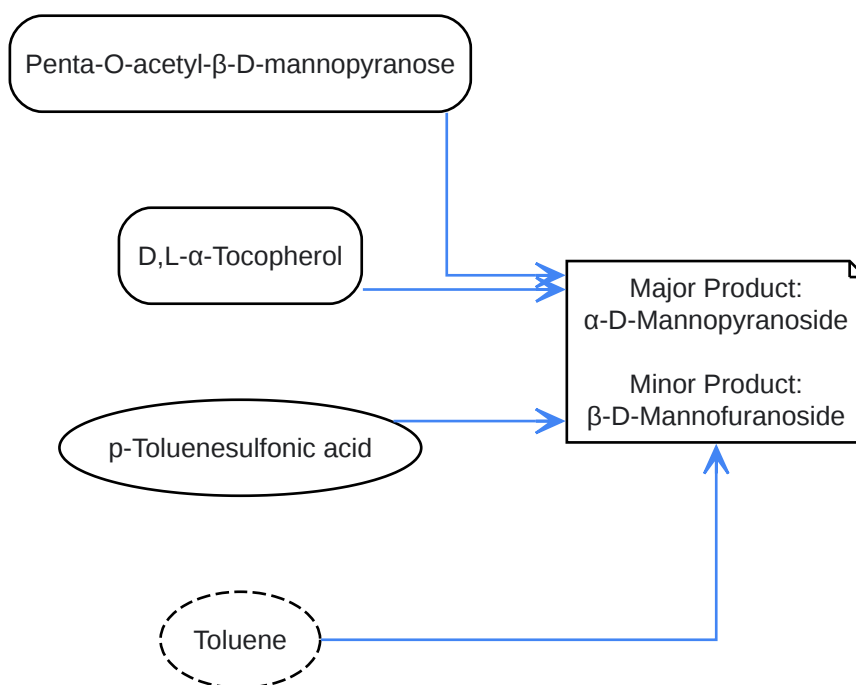 Penta-O-acetyl-β-D-mannopyranose
D,L-α-Tocopherol
Major Product:
α-D-Mannopyranoside
Minor Product:
β-D-Mannofuranoside
p-Toluenesulfonic acid
Toluene